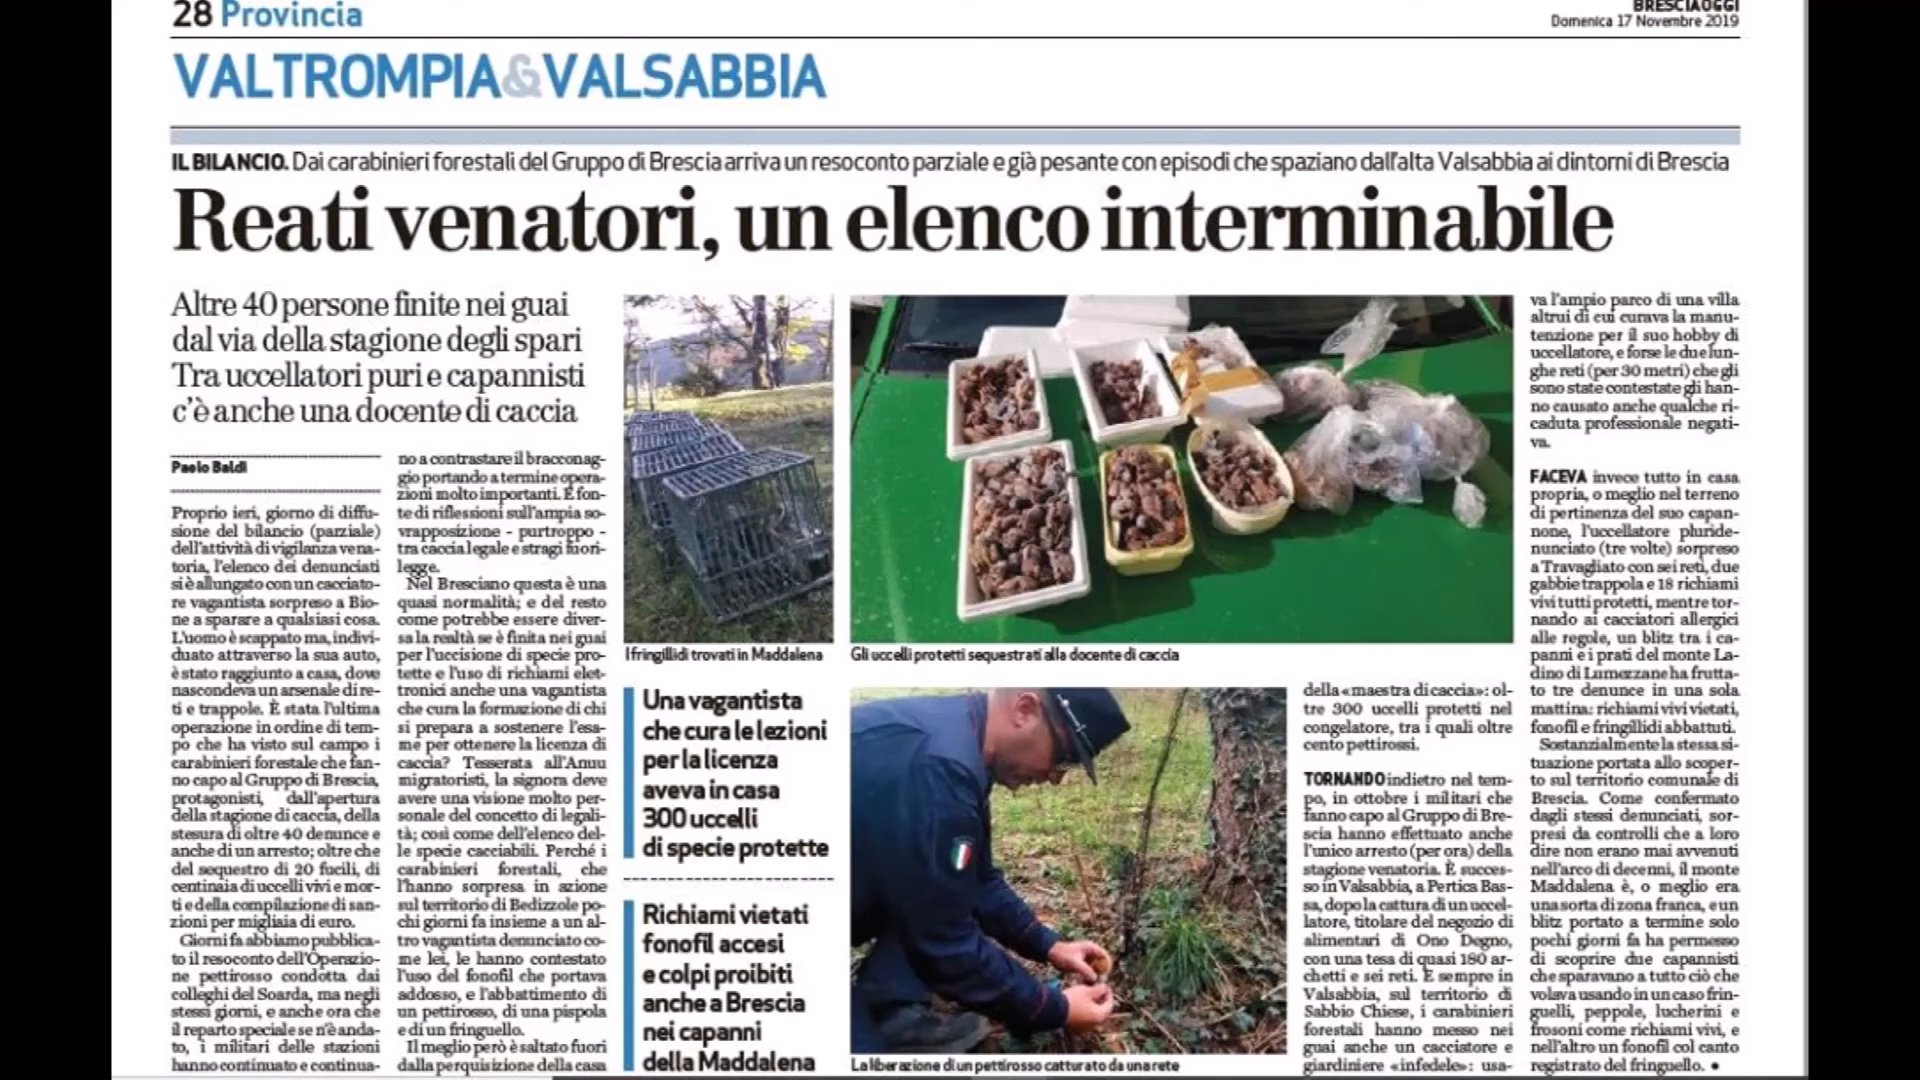 28 Provincia
BRESCIAOGGI
Domenica 17 Novembre 2019
VALTROMPIA&VALSABBIA
IL BILANCIO. Dai carabinieri forestali del Gruppo di Brescia arriva un resoconto parziale e già pesante con episodi che spaziano dall'alta Valsabbia ai dintorni di Brescia
Reati venatori, un elenco interminabile
Altre 40 persone finite nei guai
dal via della stagione degli spari
Tra uccellatori puri e capannisti
c'è anche una docente di caccia
Paolo Baldi
Proprio ieri, giorno di diffu-
sione del bilancio (parziale)
dell'attività di vigilanza vena-
toria, l'elenco dei denunciati
si è allungato con un cacciato-
re vagantista sorpreso a Bio-
ne a sparare a qualsiasi cosa.
L'uomo è scappato ma, indivi-
duato attraverso la sua auto,
è stato raggiunto a casa, dove
nascondeva un arsenale di re-
ti e trappole. È stata l'ultima
operazione in ordine di tem-
po che ha visto sul campo i
carabinieri forestale che fan-
no capo al Gruppo di Brescia,
protagonisti, dall'apertura
della stagione di caccia, della
stesura di oltre 40 denunce e
anche di un arresto; oltre che
del sequestro di 20 fucili, di
centinaia di uccelli vivi e mor-
ti e della compilazione di san-
zioni per migliaia di euro.
Giorni fa abbiamo pubblica-
to il resoconto dell'Operazio-
ne pettirosso condotta dai
colleghi del Soarda, ma negli
stessi giorni, e anche ora che
il reparto speciale se n'è anda-
to, i militari delle stazioni
hanno continuato e continua-
no a contrastare il bracconag-
gio portando a termine opera-
zioni molto importanti. E fon-
te di riflessioni sull'ampia so-
vrapposizione - purtroppo -
tra caccia legale e stragi fuori-
legge.
Nel Bresciano questa è una
quasi normalità; e del resto
come potrebbe essere diver-
sa la realtà se è finita nei guai
per l'uccisione di specie pro-
tette e l'uso di richiami elet-
tronici anche una vagantista
che cura la formazione di chi
si prepara a sostenere l'esa-
me per ottenere la licenza di
caccia? Tesserata all'Anuu
migratoristi, la signora deve
avere una visione molto per-
sonale del concetto di legali-
tà; così come dell'elenco del-
le specie cacciabili. Perché i
carabinieri forestali, che
l'hanno sorpresa in azione
sul territorio di Bedizzole po-
chi giorni fa insieme a un al-
tro vagantista denunciato co-
me lei, le hanno contestato
l'uso del fonofil che portava
addosso, e l'abbattimento di
un pettirosso, di una pispola
e di un fringuello.
Il meglio però è saltato fuori
dalla perquisizione della casa
I fringillidi trovati in Maddalena
Gli uccelli protetti sequestrati alla docente di caccia
Una vagantista
che cura le lezioni
per la licenza
aveva in casa
300 uccelli
di specie protette
Richiami vietati
fonofil accesi
e colpi proibiti
anche a Brescia
nei capanni
della Maddalena
La liberazione di un pettirosso catturato da una rete
della «maestra di caccia»: ol-
tre 300 uccelli protetti nel
congelatore, tra i quali oltre
cento pettirossi.
TORNANDO indietro nel tem-
po, in ottobre i militari che
fanno capo al Gruppo di Bre-
scia hanno effettuato anche
l'unico arresto (per ora) della
stagione venatoria. È succes-
so in Valsabbia, a Pertica Bas-
sa, dopo la cattura di un uccel-
latore, titolare del negozio di
alimentari di Ono Degno,
con una tesa di quasi 180 ar-
chetti e sei reti. E sempre in
Valsabbia, sul territorio di
Sabbio Chiese, i carabinieri
forestali hanno messo nei
guai anche un cacciatore e
giardiniere «infedele»: usa-
va l'ampio parco di una villa
altrui di cui curava la manu-
tenzione per il suo hobby di
uccellatore, e forse le due lun-
ghe reti (per 30 metri) che gli
sono state contestate gli han-
no causato anche qualche ri-
caduta professionale negati-
va.
FACEVA invece tutto in casa
propria, o meglio nel terreno
di pertinenza del suo capan-
none, l'uccellatore pluride-
nunciato (tre volte) sorpreso
a Travagliato con sei reti, due
gabbie trappola e 18 richiami
vivi tutti protetti, mentre tor-
nando ai cacciatori allergici
alle regole, un blitz tra i ca-
panni e i prati del monte La-
dino di Lumezzane ha frutta-
to tre denunce in una sola
mattina: richiami vivi vietati,
fonofil e fringillidi abbattuti.
Sostanzialmente la stessa si-
tuazione portata allo scoper-
to sul territorio comunale di
Brescia. Come confermato
dagli stessi denunciati, sor-
presi da controlli che a loro
dire non erano mai avvenuti
nell'arco di decenni, il monte
Maddalena è, o meglio era
una sorta di zona franca, e un
blitz portato a termine solo
pochi giorni fa ha permesso
di scoprire due capannisti
che sparavano a tutto ciò che
volava usando in un caso frin-
guelli, peppole, lucherini e
frosoni come richiami vivi, e
nell'altro un fonofil col canto
registrato del fringuello. •